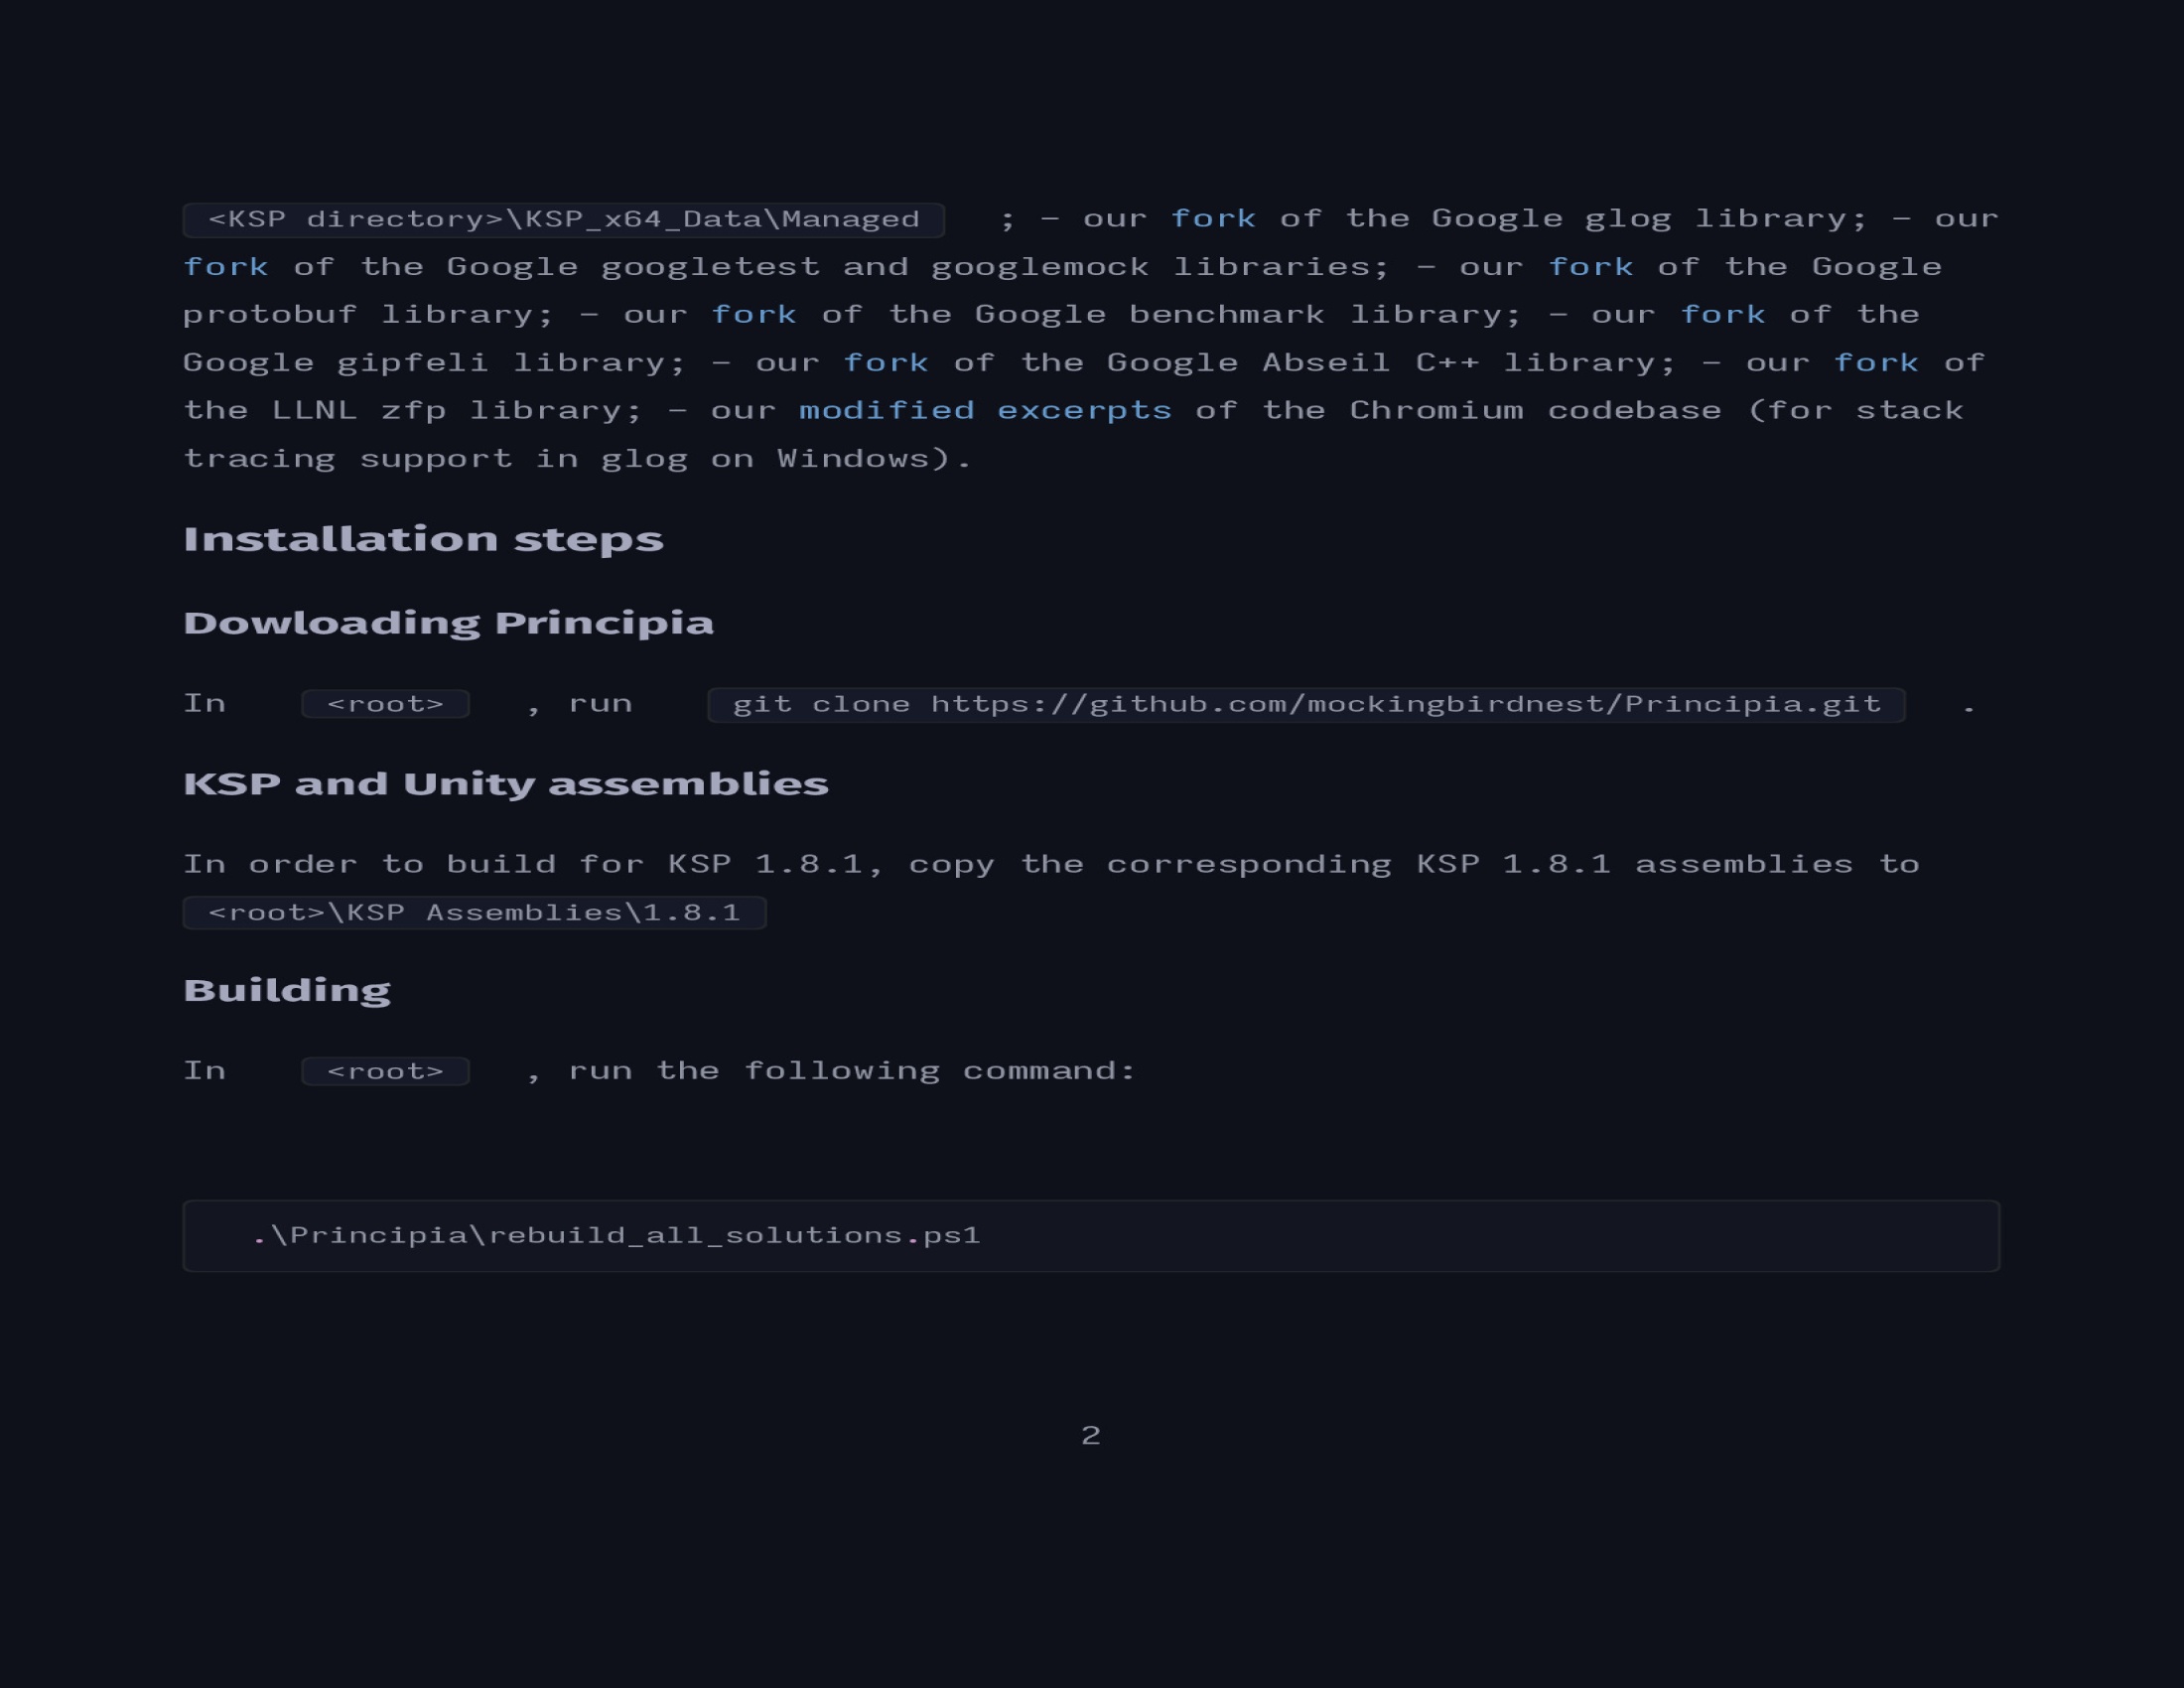 <KSP directory>\KSP_x64_Data\Managed ; – our fork of the Google glog library; – our
fork of the Google googletest and googlemock libraries; – our fork of the Google
protobuf library; – our fork of the Google benchmark library; – our fork of the
Google gipfeli library; – our fork of the Google Abseil C++ library; – our fork of
the LLNL zfp library; – our modified excerpts of the Chromium codebase (for stack
tracing support in glog on Windows).
Installation steps
Dowloading Principia
In <root> , run git clone https://github.com/mockingbirdnest/Principia.git .
KSP and Unity assemblies
In order to build for KSP 1.8.1, copy the corresponding KSP 1.8.1 assemblies to
<root>\KSP Assemblies\1.8.1
Building
In <root> , run the following command:
.\Principia\rebuild_all_solutions.ps1
2